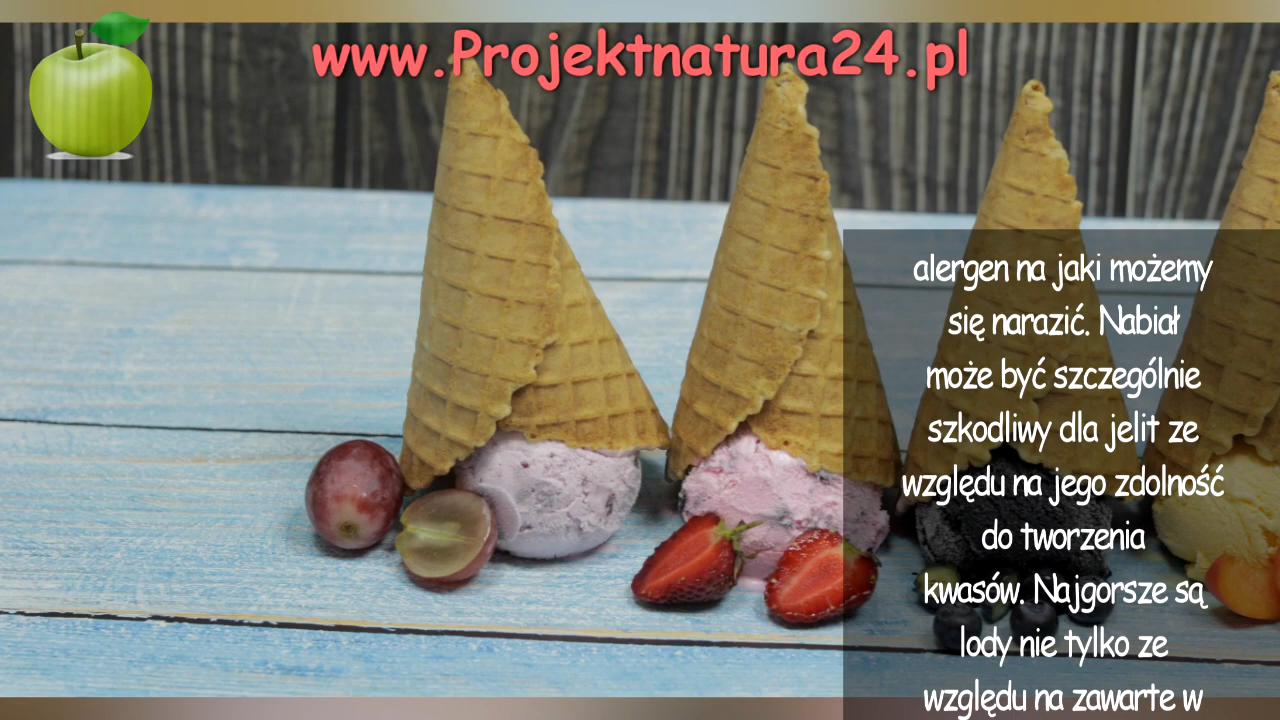 www.Projektnatura24.pl
alergen na jaki możemy
się narazić. Nabiał
może być szczególnie
szkodliwy dla jelit ze
względu na jego zdolność
do tworzenia
kwasów. Najgorsze są
lody nie tylko ze
względu na zawarte w